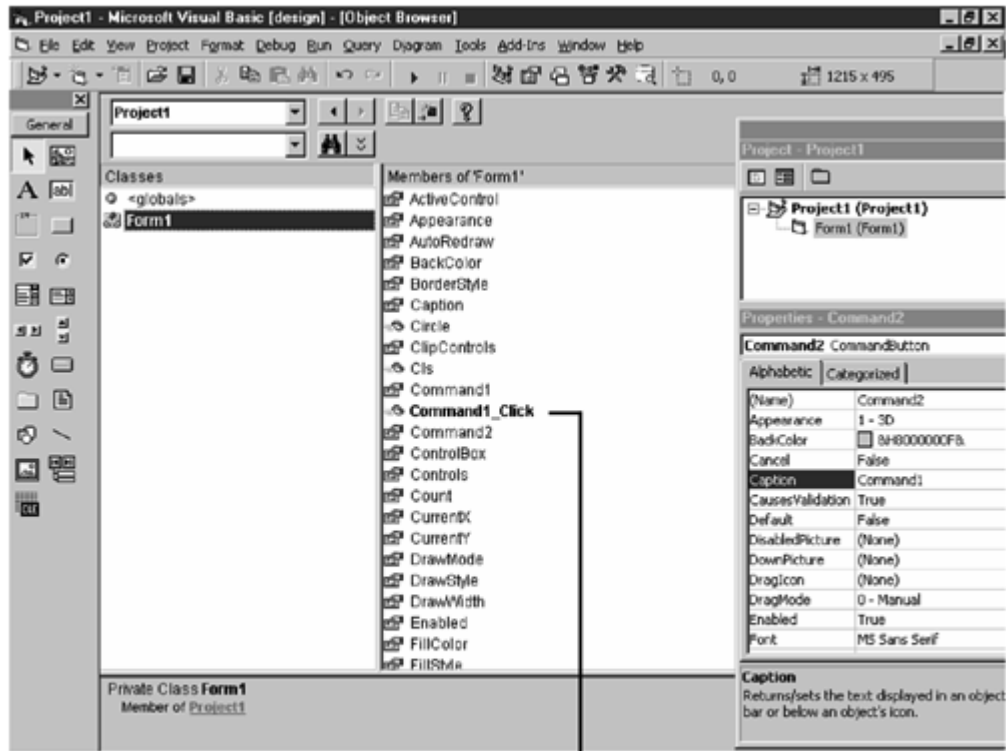 Project1 - Microsoft Visual Basic [design] - [Object Browser]
File Edit View Project Format Debug Run Query Diagram Tools Add-Ins Window Help
0, 0
1215 x 495
General
A
ab|
OLE
Project1
Classes
<globals>
Form1
Members of 'Form1'
ActiveControl
Appearance
AutoRedraw
BackColor
BorderStyle
Caption
Circle
ClipControls
Cls
Command1
Command1_Click
Command2
ControlBox
Controls
Count
CurrentX
CurrentY
DrawMode
DrawStyle
DrawWidth
Enabled
FillColor
FillStyle
Private Class Form1
Member of Project1
Project - Project1
Project1 (Project1)
Form1 (Form1)
Properties - Command2
Command2 CommandButton
Alphabetic Categorized
(Name) Command2
Appearance 1 - 3D
BackColor &H8000000F&
Cancel False
Caption Command1
CausesValidation True
Default False
DisabledPicture (None)
DownPicture (None)
DragIcon (None)
DragMode 0 - Manual
Enabled True
Font MS Sans Serif
Caption
Returns/sets the text displayed in an object
bar or below an object's icon.